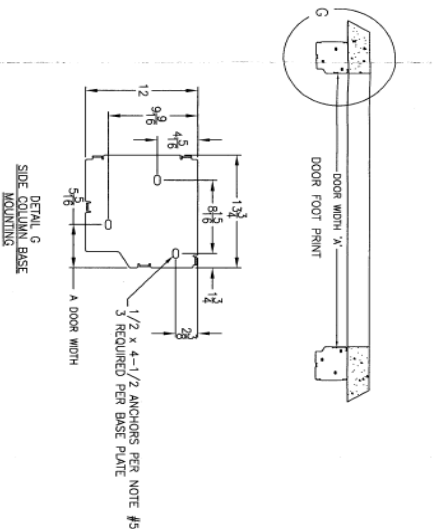 G
DOOR WIDTH 'A'
DOOR FOOT PRINT
12
9 9/16
4 5/16
13 3/4
8 15/16
1 3/4
2 3/8
5 5/16
A DOOR WIDTH
1/2 x 4-1/2 ANCHORS PER NOTE #5
3 REQUIRED PER BASE PLATE
DETAIL G
SIDE COLUMN BASE
MOUNTING